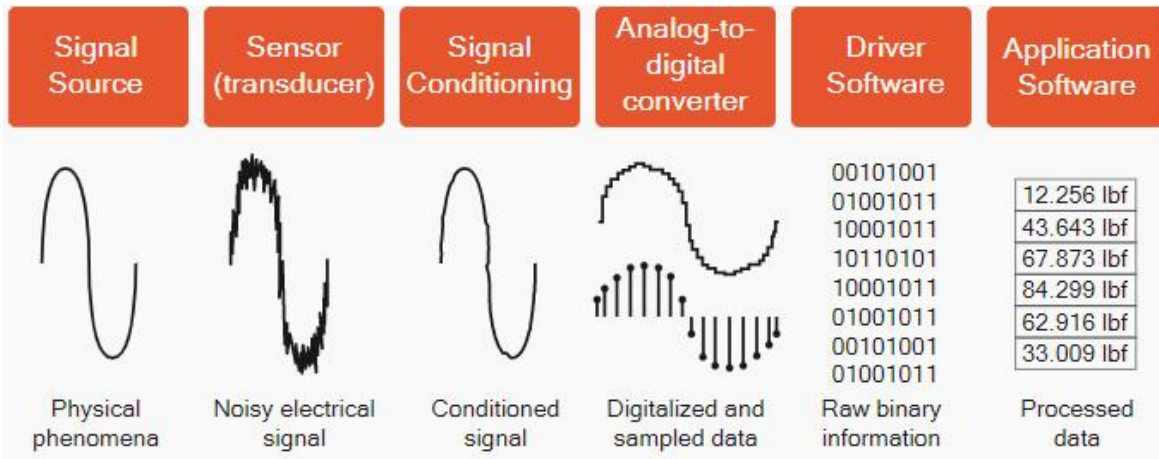 Signal
Source
Sensor
(transducer)
Signal
Conditioning
Analog-to-
digital
converter
Driver
Software
Application
Software
00101001
01001011
10001011
10110101
10001011
01001011
00101001
01001011
12.256 lbf
43.643 lbf
67.873 lbf
84.299 lbf
62.916 lbf
33.009 lbf
Physical
phenomena
Noisy electrical
signal
Conditioned
signal
Digitalized and
sampled data
Raw binary
information
Processed
data